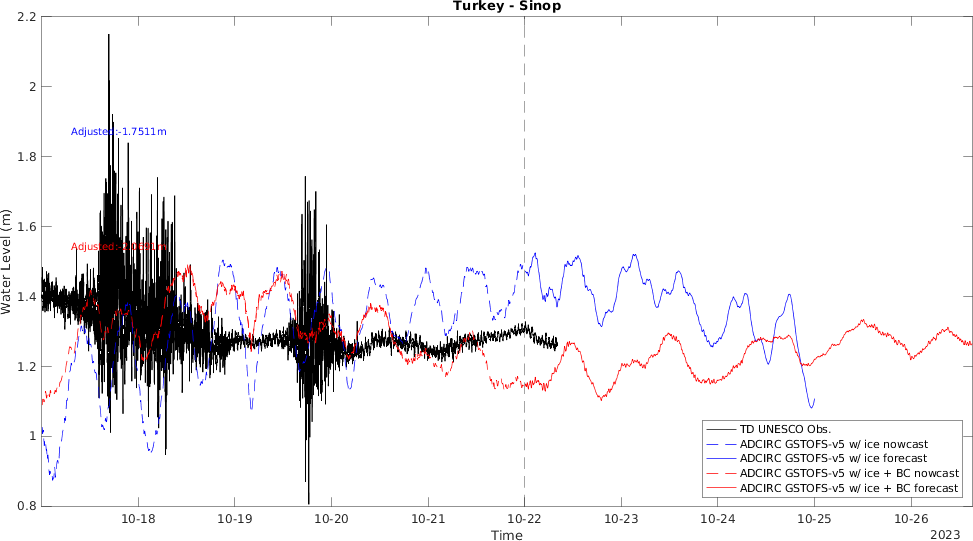 Turkey - Sinop
2.2
2
1.8
1.6
1.4
1.2
1
0.8
Water Level (m)
Adjusted:-1.7511m
Adjusted:
10-18
10-19
10-20
10-21
10-22
10-23
10-24
10-25
10-26
Time
2023
TD UNESCO Obs.
ADCIRC GSTOFS-v5 w/ ice nowcast
ADCIRC GSTOFS-v5 w/ ice forecast
ADCIRC GSTOFS-v5 w/ ice + BC nowcast
ADCIRC GSTOFS-v5 w/ ice + BC forecast